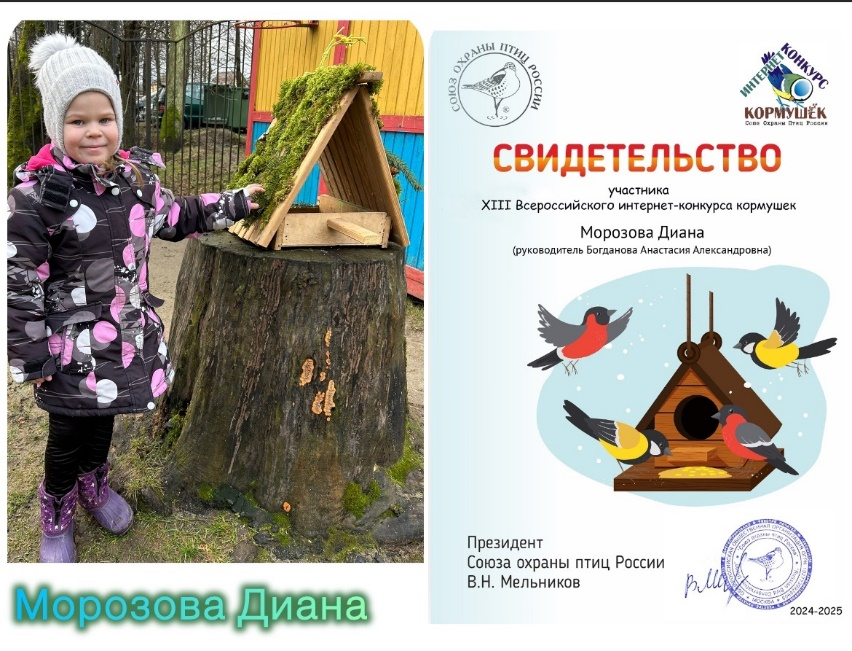 Морозова Диана
СОЮЗ ОХРАНЫ ПТИЦ РОССИИ
ИНТЕРНЕТ
КОНКУРС
КОРМУШЁК
Союз Охраны Птиц России
СВИДЕТЕЛЬСТВО
участника
XIII Всероссийского интернет-конкурса кормушек
Морозова Диана
(руководитель Богданова Анастасия Александровна)
Президент
Союза охраны птиц России
В.Н. Мельников
2024-2025